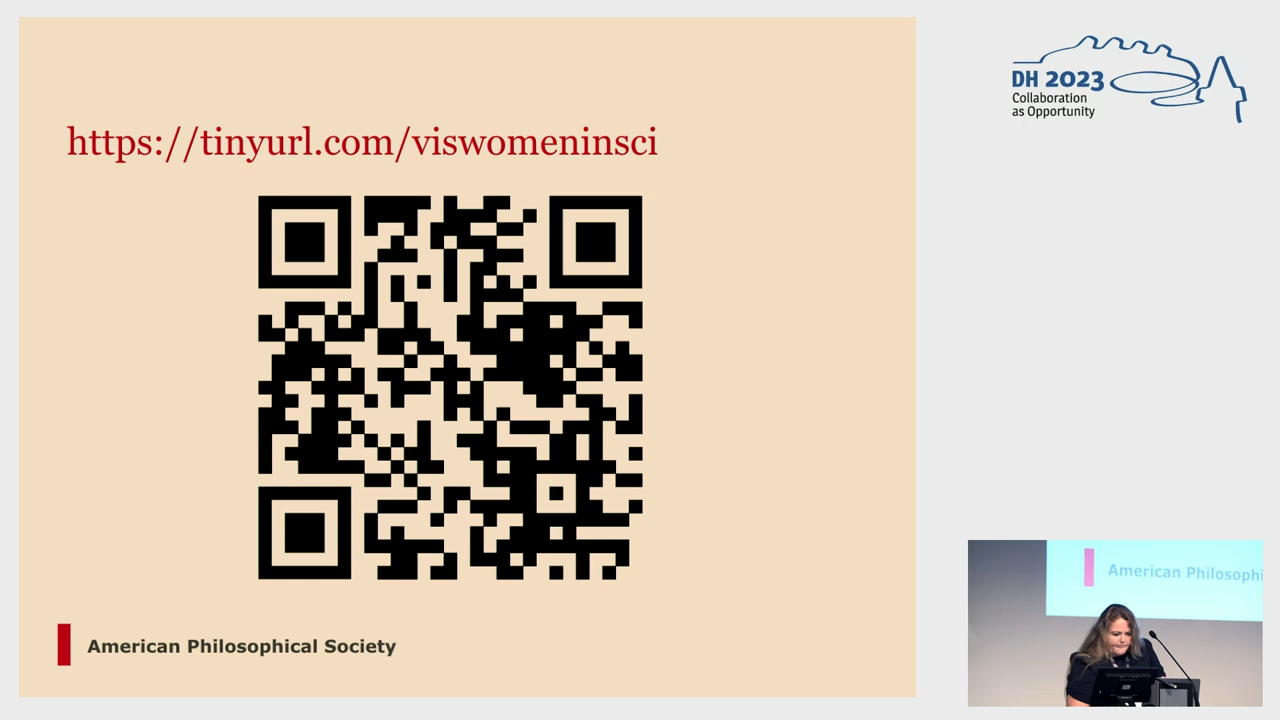 https://tinyurl.com/viswomeninsci
American Philosophical Society
DH 2023
Collaboration
as Opportunity
American Philosophi